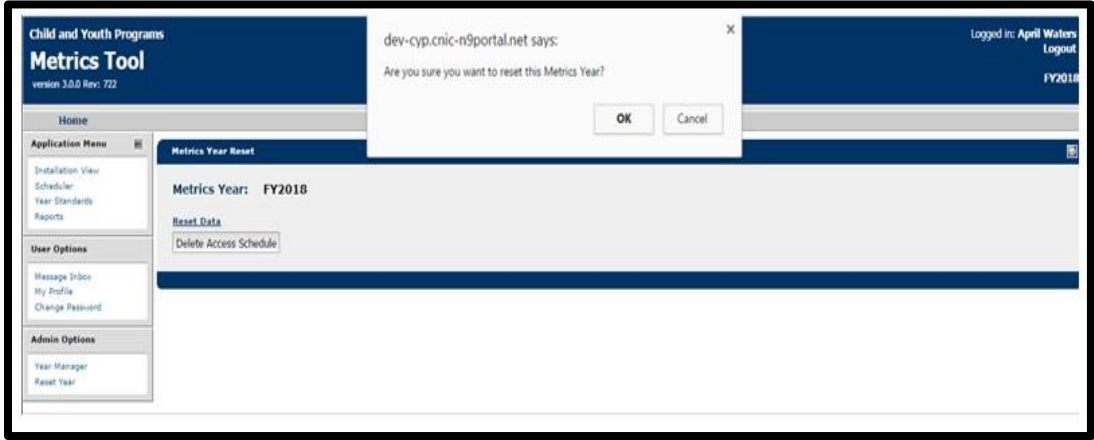 Child and Youth Programs
Metrics Tool
version 3.0.0 Rev: 722
dev-cyp.cnic-n9portal.net says:
Are you sure you want to reset this Metrics Year?
OK
Cancel
Logged in: April Waters
Logout
FY2018
Home
Application Menu
Installation View
Scheduler
Year Standards
Reports
User Options
Message Inbox
My Profile
Change Password
Admin Options
Year Manager
Reset Year
Metrics Year Reset
Metrics Year: FY2018
Reset Data
Delete Access Schedule